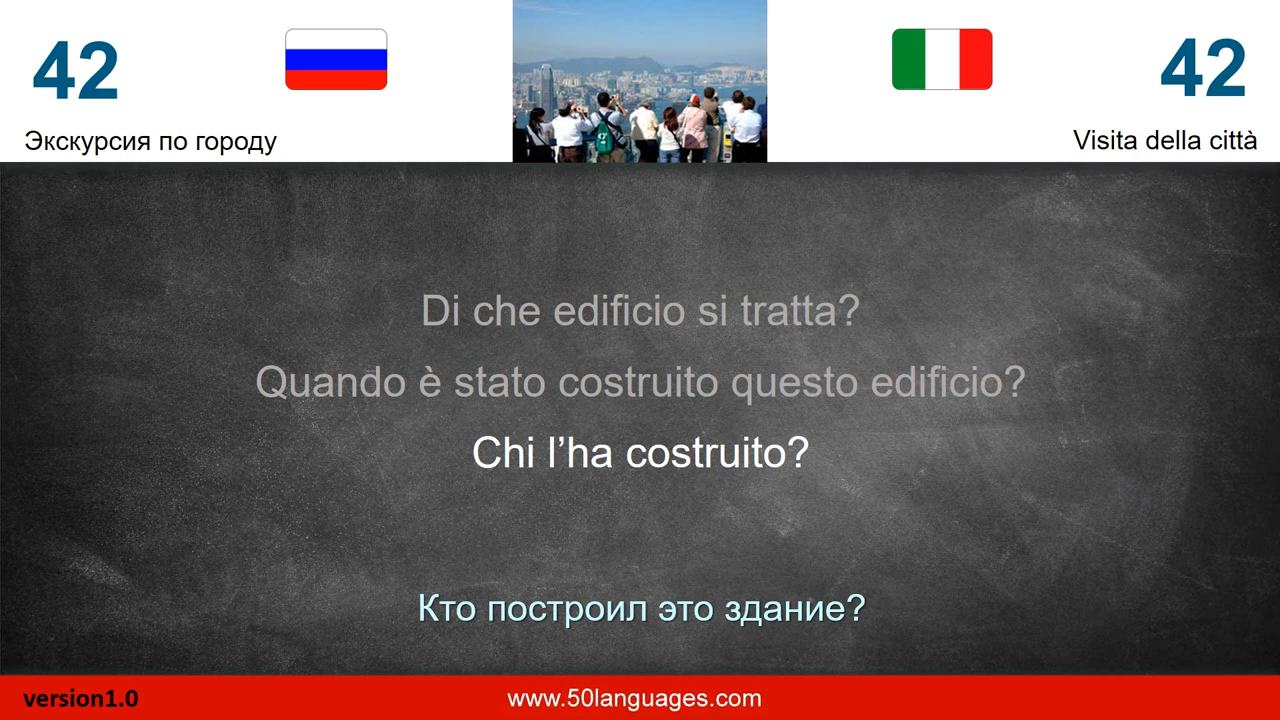 42
42
Экскурсия по городу
Visita della città
Di che edificio si tratta?
Quando è stato costruito questo edificio?
Chi l’ha costruito?
Кто построил это здание?
version1.0
www.50languages.com